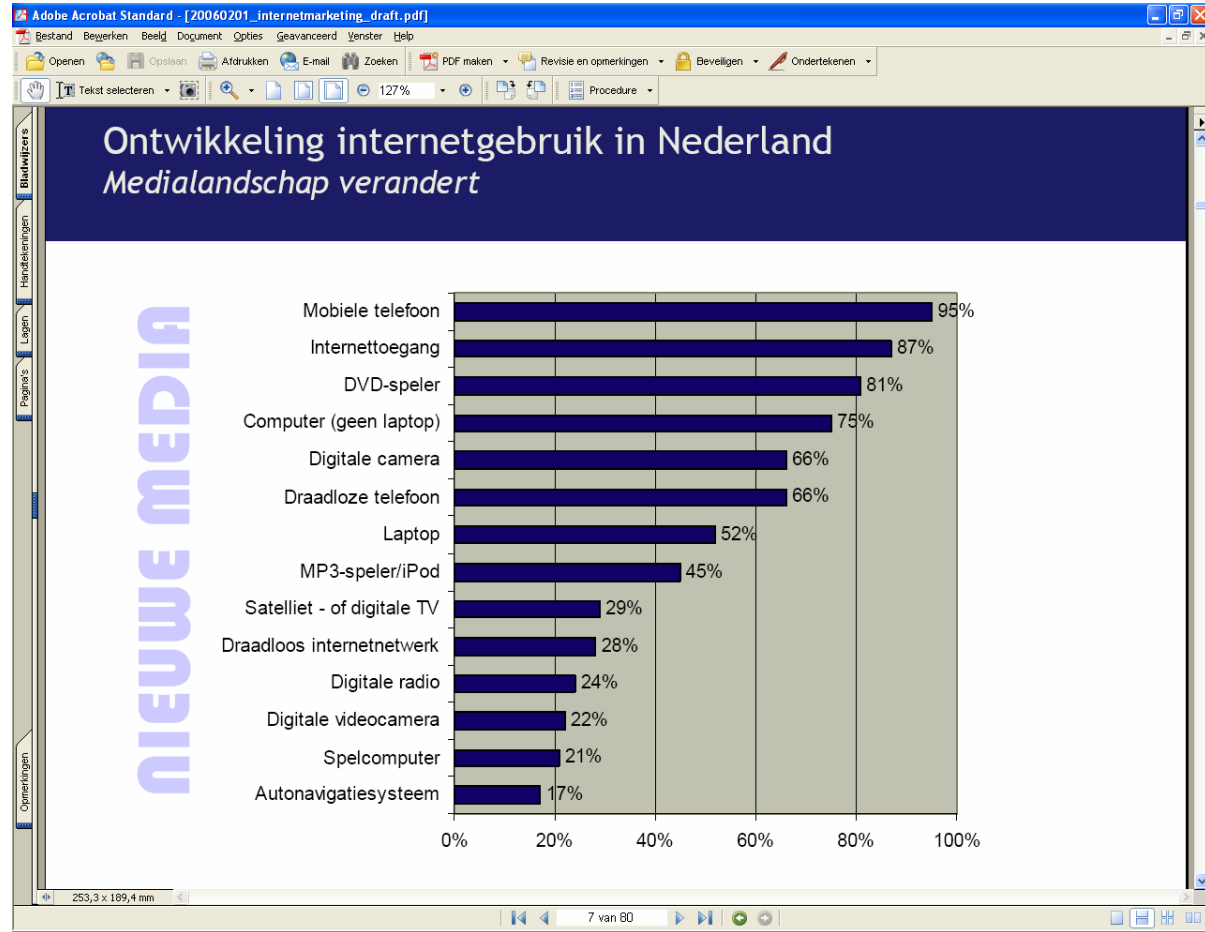 Adobe Acrobat Standard - [20060201_internetmarketing_draft.pdf]
Bestand Bewerken Beeld Document Opties Geavanceerd Venster Help
Openen Opslaan Afdrukken E-mail Zoeken PDF maken Revisie en opmerkingen Beveiligen Ondertekenen
Tekst selecteren 127% Procedure
Bladwijzers
Handtekeningen
Lagen
Pagina's
Opmerkingen
Ontwikkeling internetgebruik in Nederland
Medialandschap verandert
NIEUWE MEDIA
Mobiele telefoon 95%
Internettoegang 87%
DVD-speler 81%
Computer (geen laptop) 75%
Digitale camera 66%
Draadloze telefoon 66%
Laptop 52%
MP3-speler/iPod 45%
Satelliet - of digitale TV 29%
Draadloos internetnetwerk 28%
Digitale radio 24%
Digitale videocamera 22%
Spelcomputer 21%
Autonavigatiesysteem 17%
0% 20% 40% 60% 80% 100%
253,3 x 189,4 mm
7 van 80